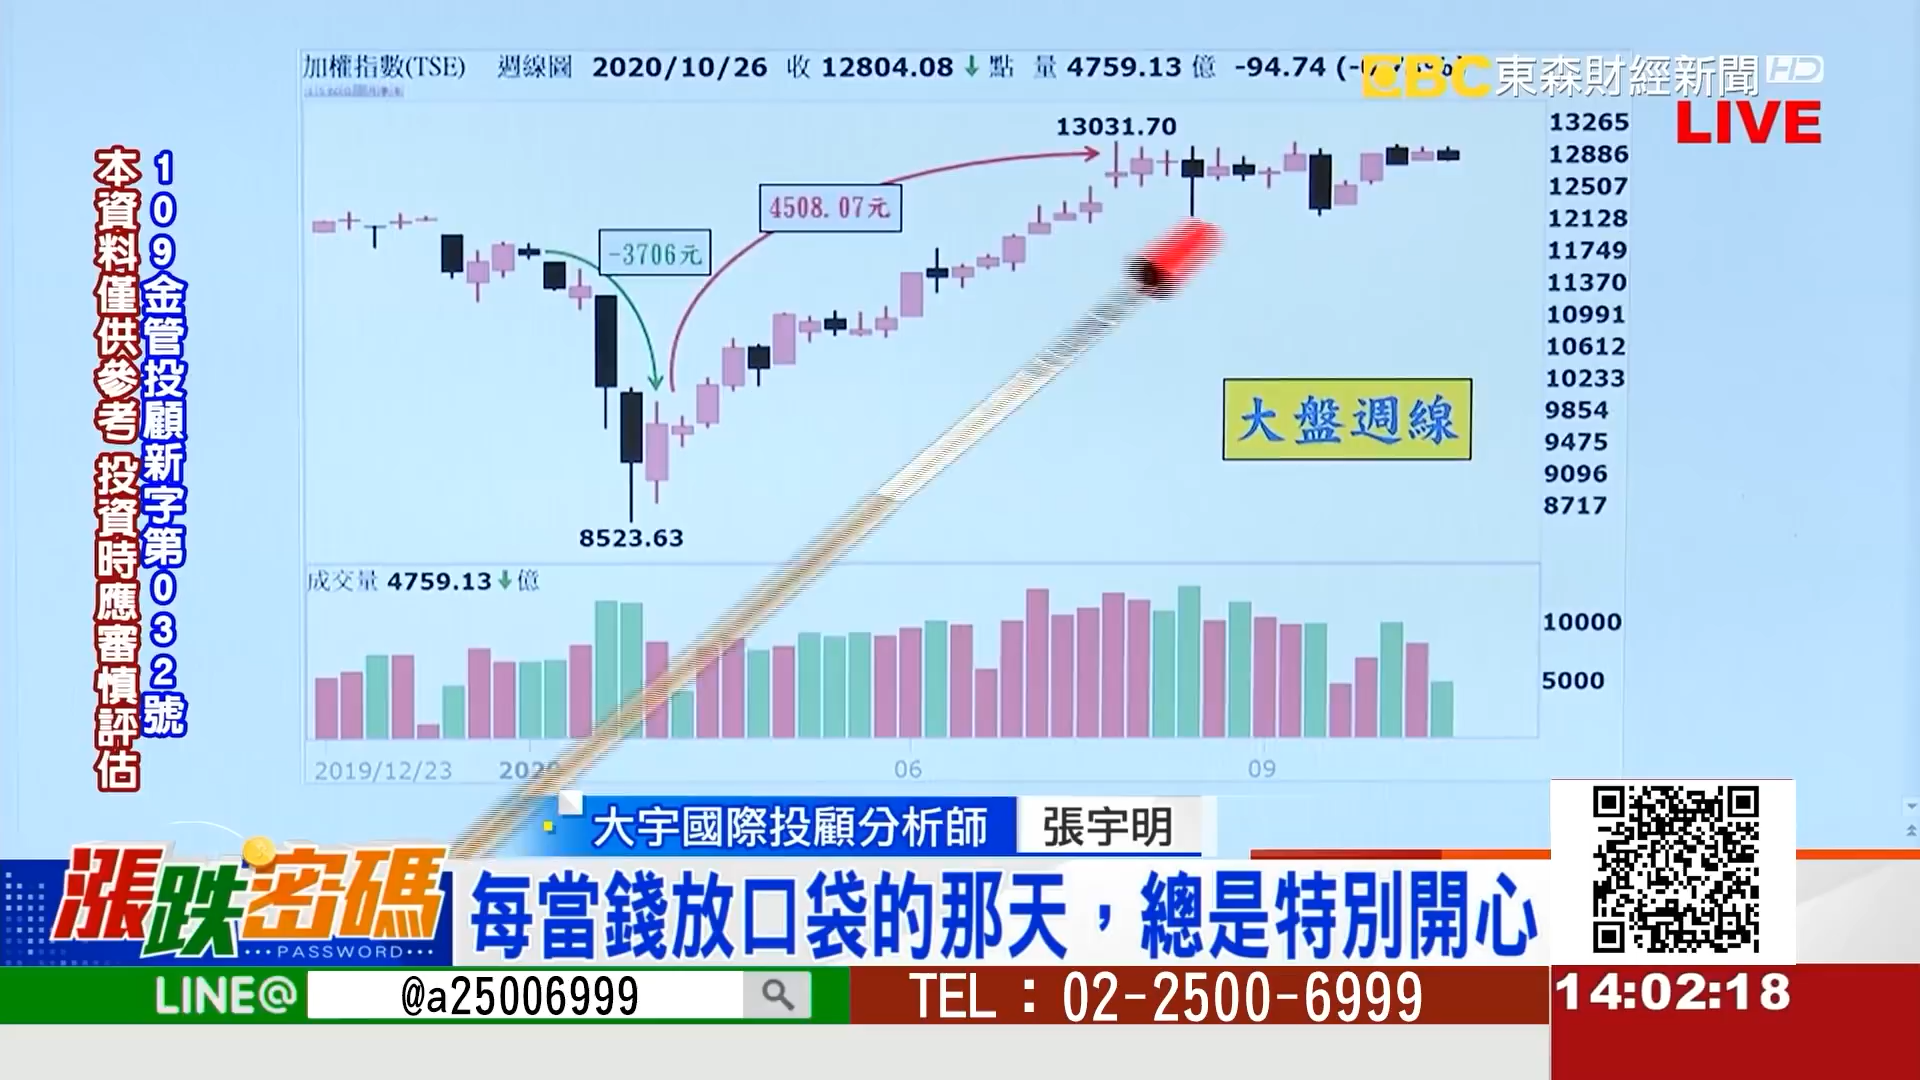 加權指數(TSE) 週線圖 2020/10/26 收 12804.08 ↓ 點 量 4759.13 億 -94.74
EBC 東森財經新聞 HD
LIVE
109金管投顧新字第032號
本資料僅供參考 投資時應審慎評估
13031.70
4508.07元
-3706元
8523.63
大盤週線
13265
12886
12507
12128
11749
11370
10991
10612
10233
9854
9475
9096
8717
成交量 4759.13 ↓ 億
10000
5000
2019/12/23 2020 06 09
大宇國際投顧分析師 張宇明
漲跌密碼
PASSWORD
每當錢放口袋的那天，總是特別開心
LINE@ @a25006999
TEL：02-2500-6999
14:02:18